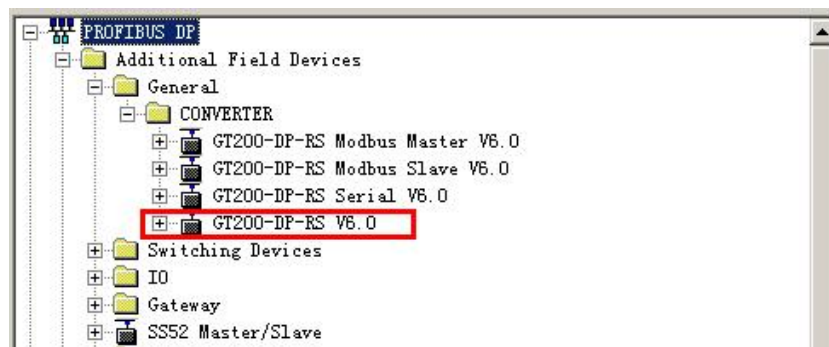 PROFIBUS DP
Additional Field Devices
General
CONVERTER
GT200-DP-RS Modbus Master V6.0
GT200-DP-RS Modbus Slave V6.0
GT200-DP-RS Serial V6.0
GT200-DP-RS V6.0
Switching Devices
IO
Gateway
SS52 Master/Slave